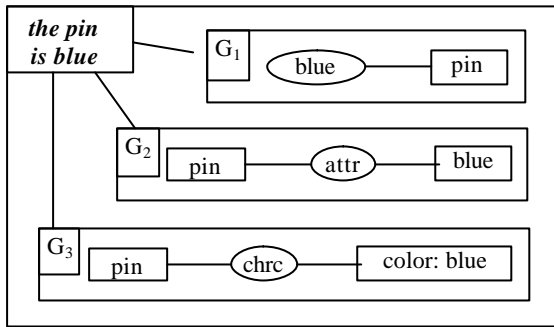 the pin
is blue
G1
blue
pin
G2
pin
attr
blue
G3
pin
chrc
color: blue